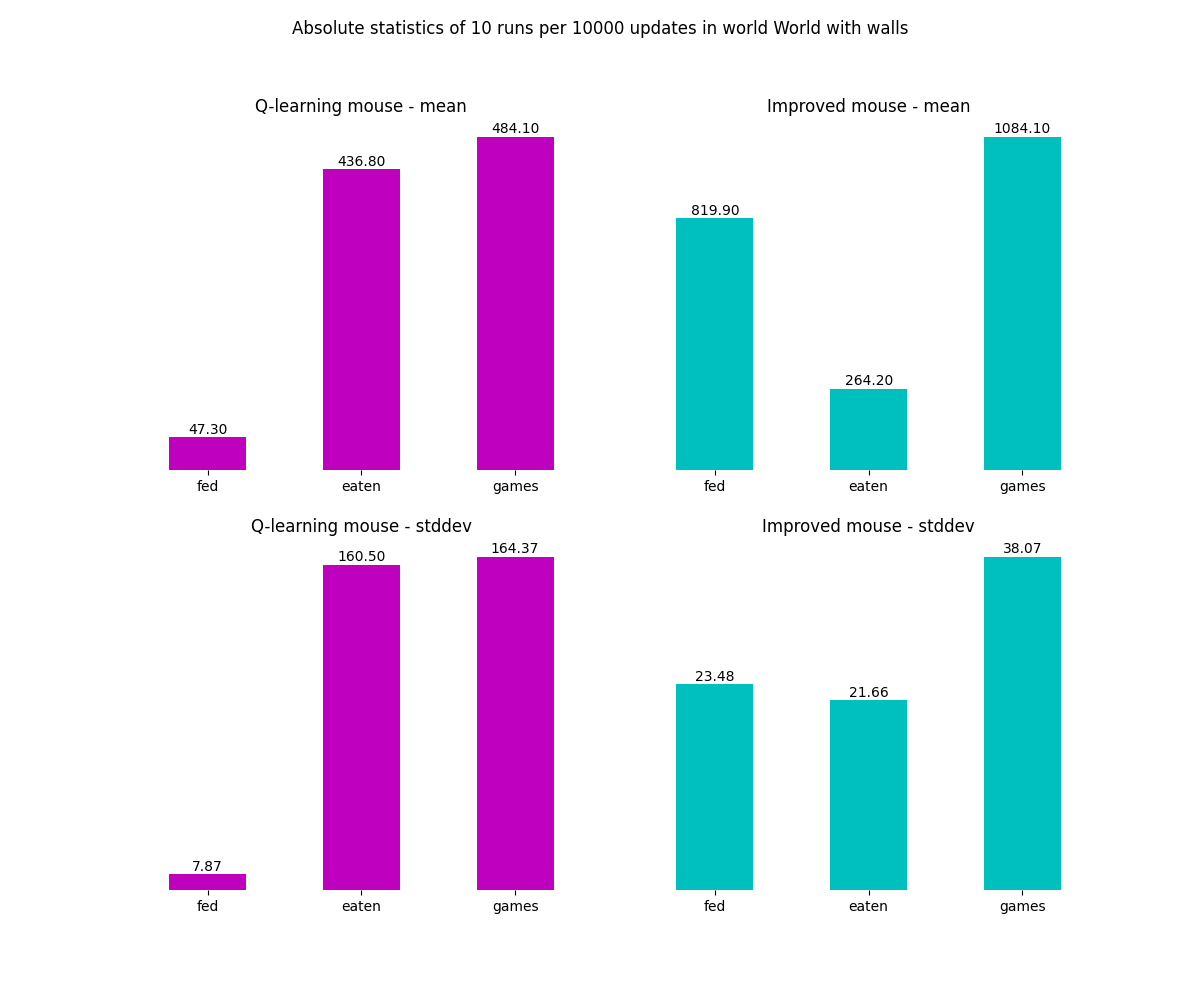 Absolute statistics of 10 runs per 10000 updates in world World with walls
Q-learning mouse - mean
484.10
436.80
47.30
fed eaten games
Improved mouse - mean
1084.10
819.90
264.20
fed eaten games
Q-learning mouse - stddev
164.37
160.50
7.87
fed eaten games
Improved mouse - stddev
38.07
23.48
21.66
fed eaten games